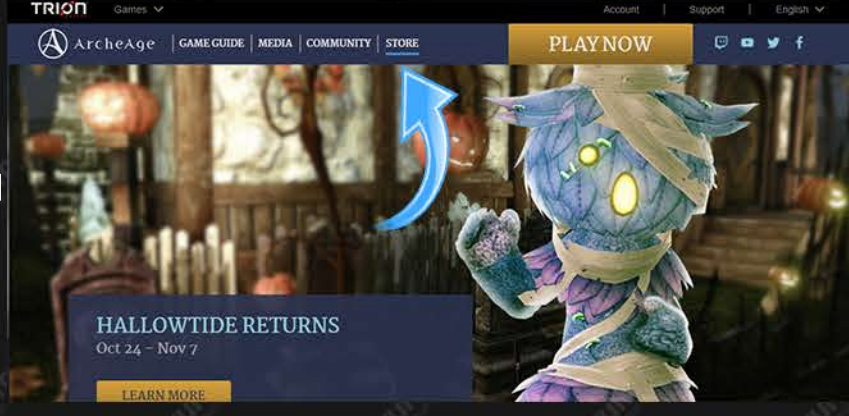 TRION Games Account | Support | English
ArcheAge | GAME GUIDE | MEDIA | COMMUNITY | STORE PLAY NOW
HALLOWTIDE RETURNS
Oct 24 – Nov 7
LEARN MORE